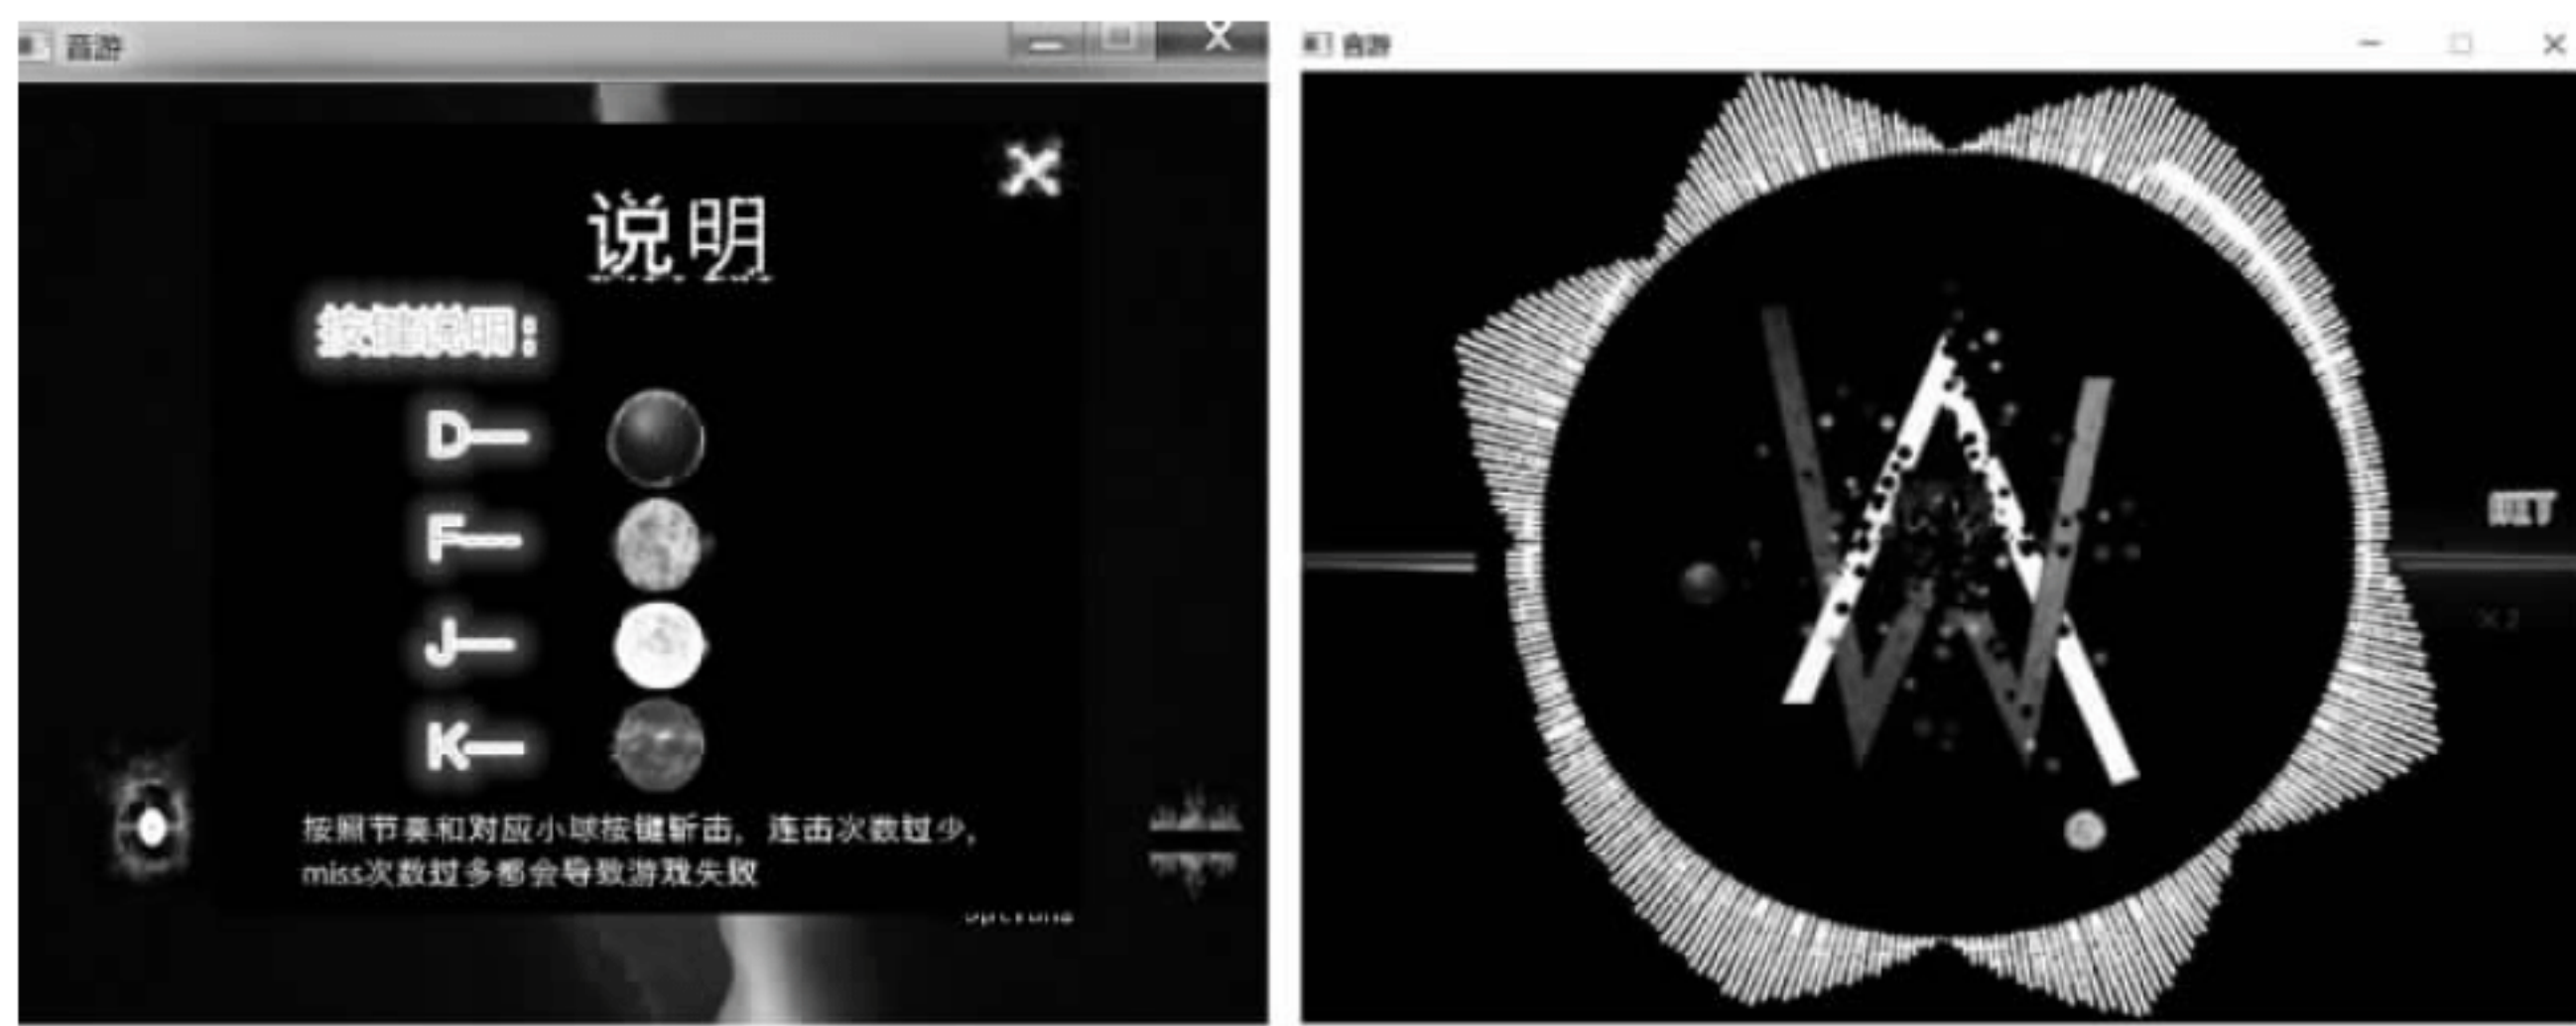 音游
说明
按键说明：
D—
F—
J—
K—
按照节奏和对应小球按键斩击，连击次数过少，
miss次数过多都会导致游戏失败
音游
HIT
×2